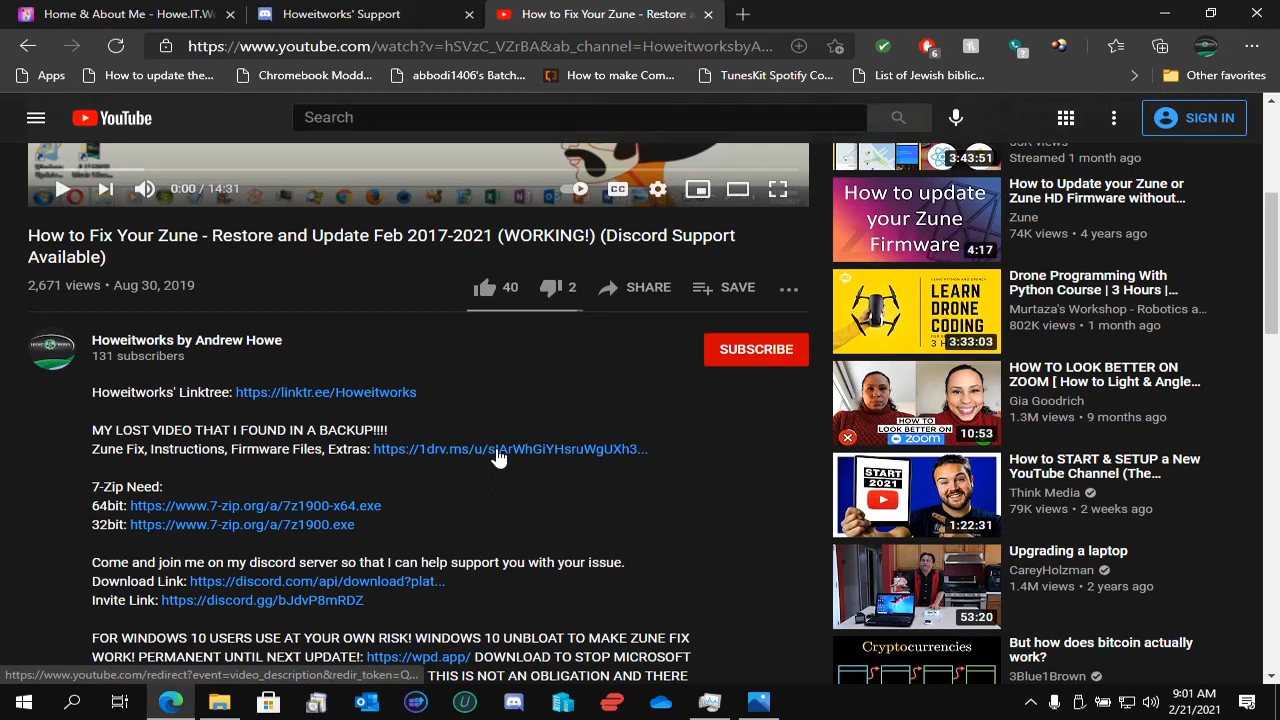 Home & About Me - Howe.IT.W
Howeitworks' Support
How to Fix Your Zune - Restore a
https://www.youtube.com/watch?v=hSVzC_VZrBA&ab_channel=HoweitworksbyA...
6
?
Apps
How to update the...
Chromebook Modd...
abbodi1406's Batch...
How to make Com...
TunesKit Spotify Co...
List of Jewish biblic...
Other favorites
YouTube
Search
SIGN IN
0:00 / 14:31
CC
How to Fix Your Zune - Restore and Update Feb 2017-2021 (WORKING!) (Discord Support
Available)
2,671 views • Aug 30, 2019
40
2
SHARE
SAVE
Howeitworks by Andrew Howe
131 subscribers
SUBSCRIBE
Howeitworks' Linktree: https://linktr.ee/Howeitworks
MY LOST VIDEO THAT I FOUND IN A BACKUP!!!!
Zune Fix, Instructions, Firmware Files, Extras: https://1drv.ms/u/s!ArWhGiYHsruWgUXh3...
7-Zip Need:
64bit: https://www.7-zip.org/a/7z1900-x64.exe
32bit: https://www.7-zip.org/a/7z1900.exe
Come and join me on my discord server so that I can help support you with your issue.
Download Link: https://discord.com/api/download?plat...
Invite Link: https://discord.gg/bJdvP8mRDZ
FOR WINDOWS 10 USERS USE AT YOUR OWN RISK! WINDOWS 10 UNBLOAT TO MAKE ZUNE FIX
WORK! PERMANENT UNTIL NEXT UPDATE!: https://wpd.app/ DOWNLOAD TO STOP MICROSOFT
THIS IS NOT AN OBLIGATION AND THERE
https://www.youtube.com/redirect?event=video_description&redir_token=Q...
3:43:51
Streamed 1 month ago
How to update
your Zune
Firmware
4:17
How to Update your Zune or
Zune HD Firmware without...
Zune
74K views • 4 years ago
LEARN
DRONE
CODING
3:33:03
Drone Programming With
Python Course | 3 Hours |...
Murtaza's Workshop - Robotics a...
802K views • 1 month ago
HOW TO
LOOK BETTER ON
zoom
10:53
HOW TO LOOK BETTER ON
ZOOM [ How to Light & Angle...
Gia Goodrich
1.3M views • 9 months ago
START
2021
1:22:31
HOW TO START & SETUP a New
YouTube Channel (The...
Think Media
79K views • 2 weeks ago
53:20
Upgrading a laptop
CareyHolzman
1.4M views • 2 years ago
Cryptocurrencies
But how does bitcoin actually
work?
3Blue1Brown
9:01 AM
2/21/2021